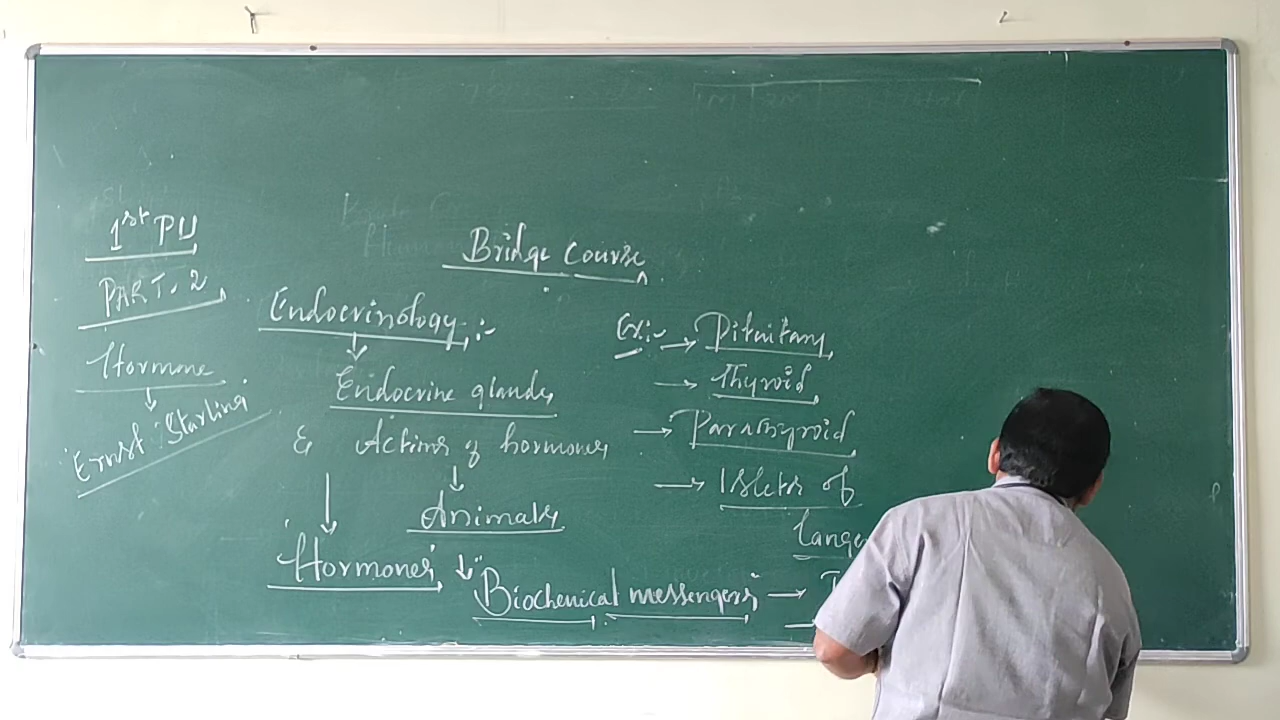 1st PU
PART. 2
Hormone
"Ernst Starling"
Bridge Course
Endocrinology :-
Endocrine glands
& Actions of hormones
Animals
"Hormones"
"Biochemical messengers" →
Ex:- → Pituitary
→ Thyroid
→ Parathyroid
→ Islets of